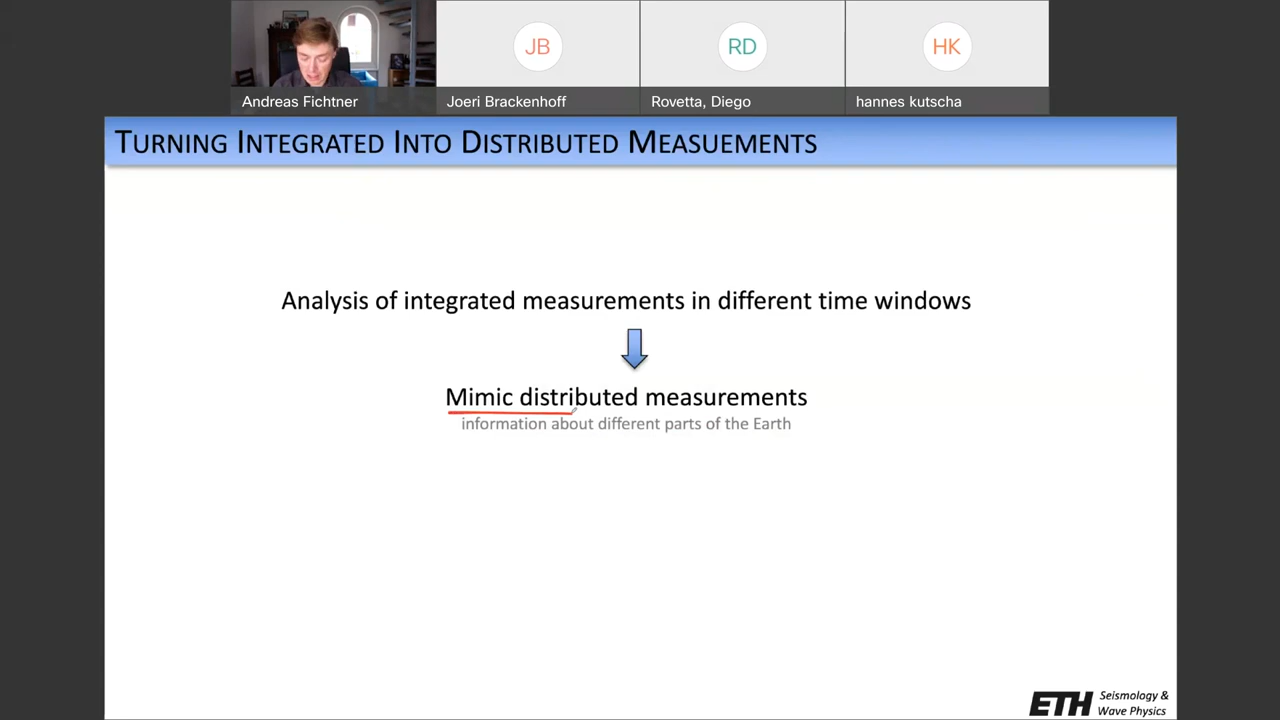 JB
RD
HK
Andreas Fichtner
Joeri Brackenhoff
Rovetta, Diego
hannes kutscha
TURNING INTEGRATED INTO DISTRIBUTED MEASUEMENTS
Analysis of integrated measurements in different time windows
Mimic distributed measurements
information about different parts of the Earth
ETH Seismology &
Wave Physics